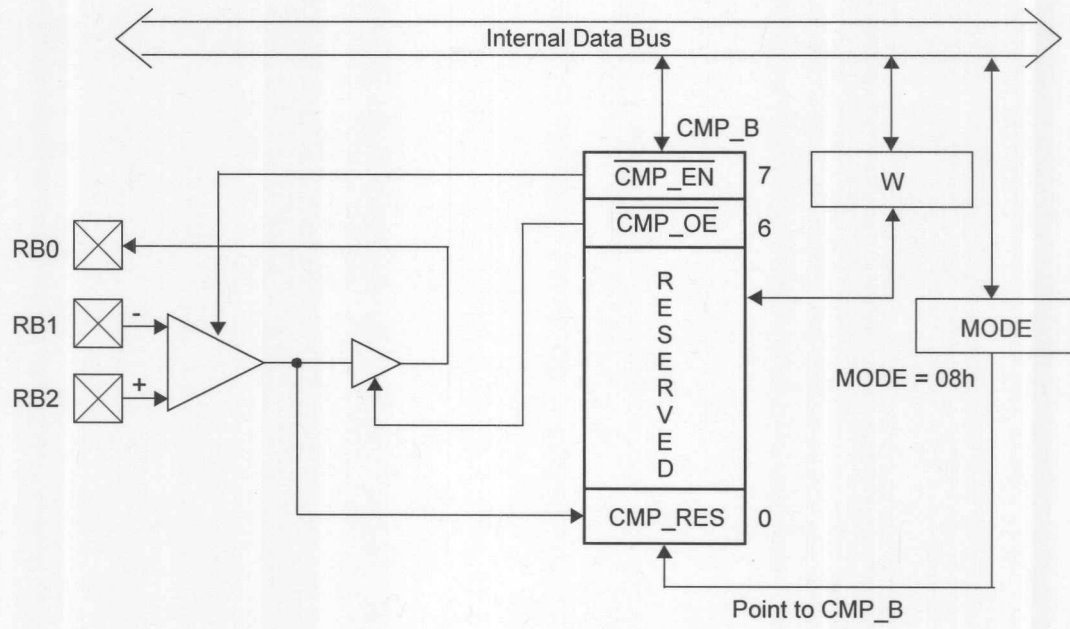 Internal Data Bus
CMP_B
CMP_EN 7
W
CMP_OE 6
RB0
R
E
S
E
R
V
E
D
RB1 -
MODE
RB2 +
MODE = 08h
CMP_RES 0
Point to CMP_B